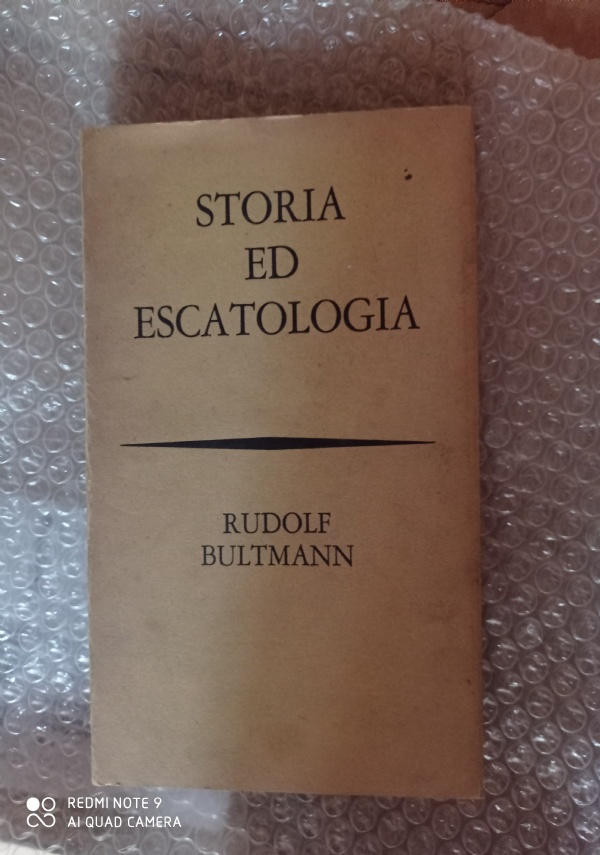 STORIA
ED
ESCATOLOGIA
RUDOLF
BULTMANN
REDMI NOTE 9
AI QUAD CAMERA